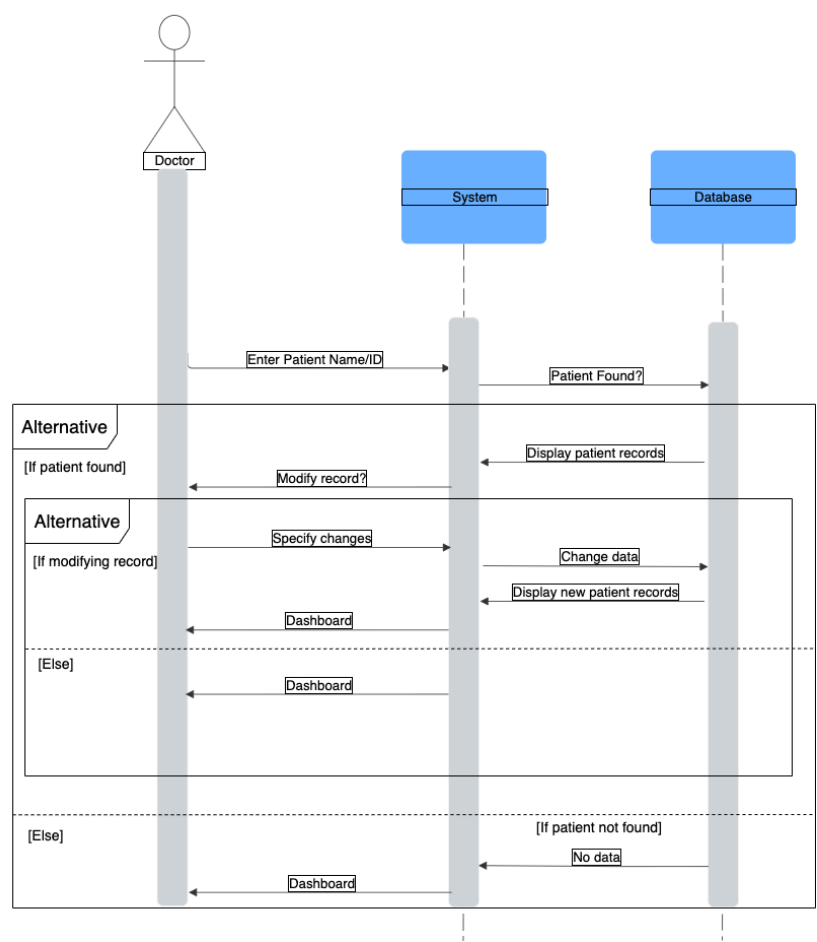 Doctor
System
Database
Enter Patient Name/ID
Patient Found?
Alternative
Display patient records
[If patient found]
Modify record?
Alternative
Specify changes
[If modifying record]
Change data
Display new patient records
Dashboard
[Else]
Dashboard
[If patient not found]
[Else]
No data
Dashboard